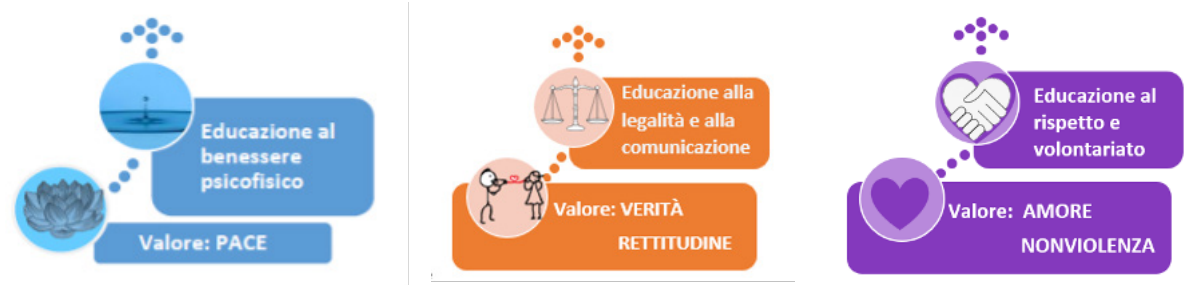 Educazione al
benessere
psicofisico
Valore: PACE
Educazione alla
legalità e alla
comunicazione
Valore: VERITÀ
RETTITUDINE
Educazione al
rispetto e
volontariato
Valore: AMORE
NONVIOLENZA